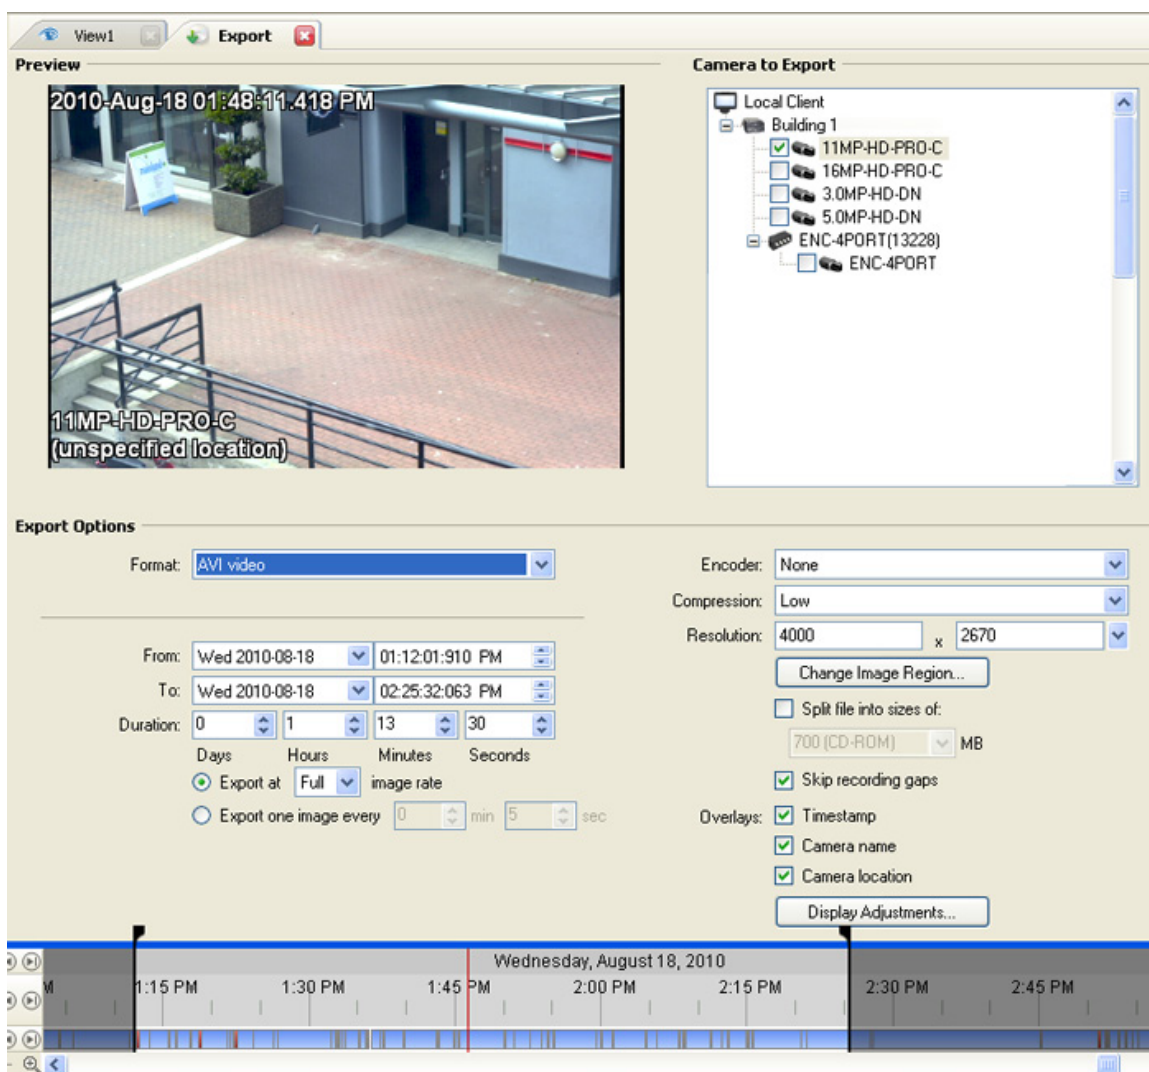 View1 Export
Preview
Camera to Export
2010-Aug-18 01:48:11.418 PM
11MP-HD-PRO-C
(unspecified location)
Local Client
Building 1
11MP-HD-PRO-C
16MP-HD-PRO-C
3.0MP-HD-DN
5.0MP-HD-DN
ENC-4PORT(13228)
ENC-4PORT
Export Options
Format: AVI video
From: Wed 2010-08-18 01:12:01:910 PM
To: Wed 2010-08-18 02:25:32:063 PM
Duration: 0 1 13 30
Days Hours Minutes Seconds
Export at Full image rate
Export one image every 0 min 5 sec
Encoder: None
Compression: Low
Resolution: 4000 x 2670
Change Image Region...
Split file into sizes of:
700 (CD-ROM) MB
Skip recording gaps
Overlays: Timestamp
Camera name
Camera location
Display Adjustments...
Wednesday, August 18, 2010
M 1:15 PM 1:30 PM 1:45 PM 2:00 PM 2:15 PM 2:30 PM 2:45 PM